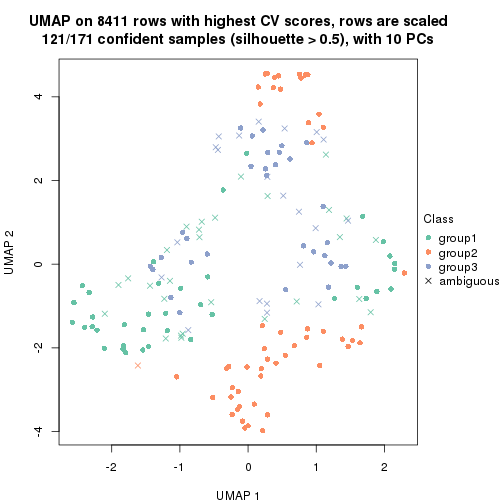 UMAP on 8411 rows with highest CV scores, rows are scaled
121/171 confident samples (silhouette > 0.5), with 10 PCs
4
2
0
-2
-4
UMAP 2
-2
-1
0
1
2
UMAP 1
Class
group1
group2
group3
ambiguous